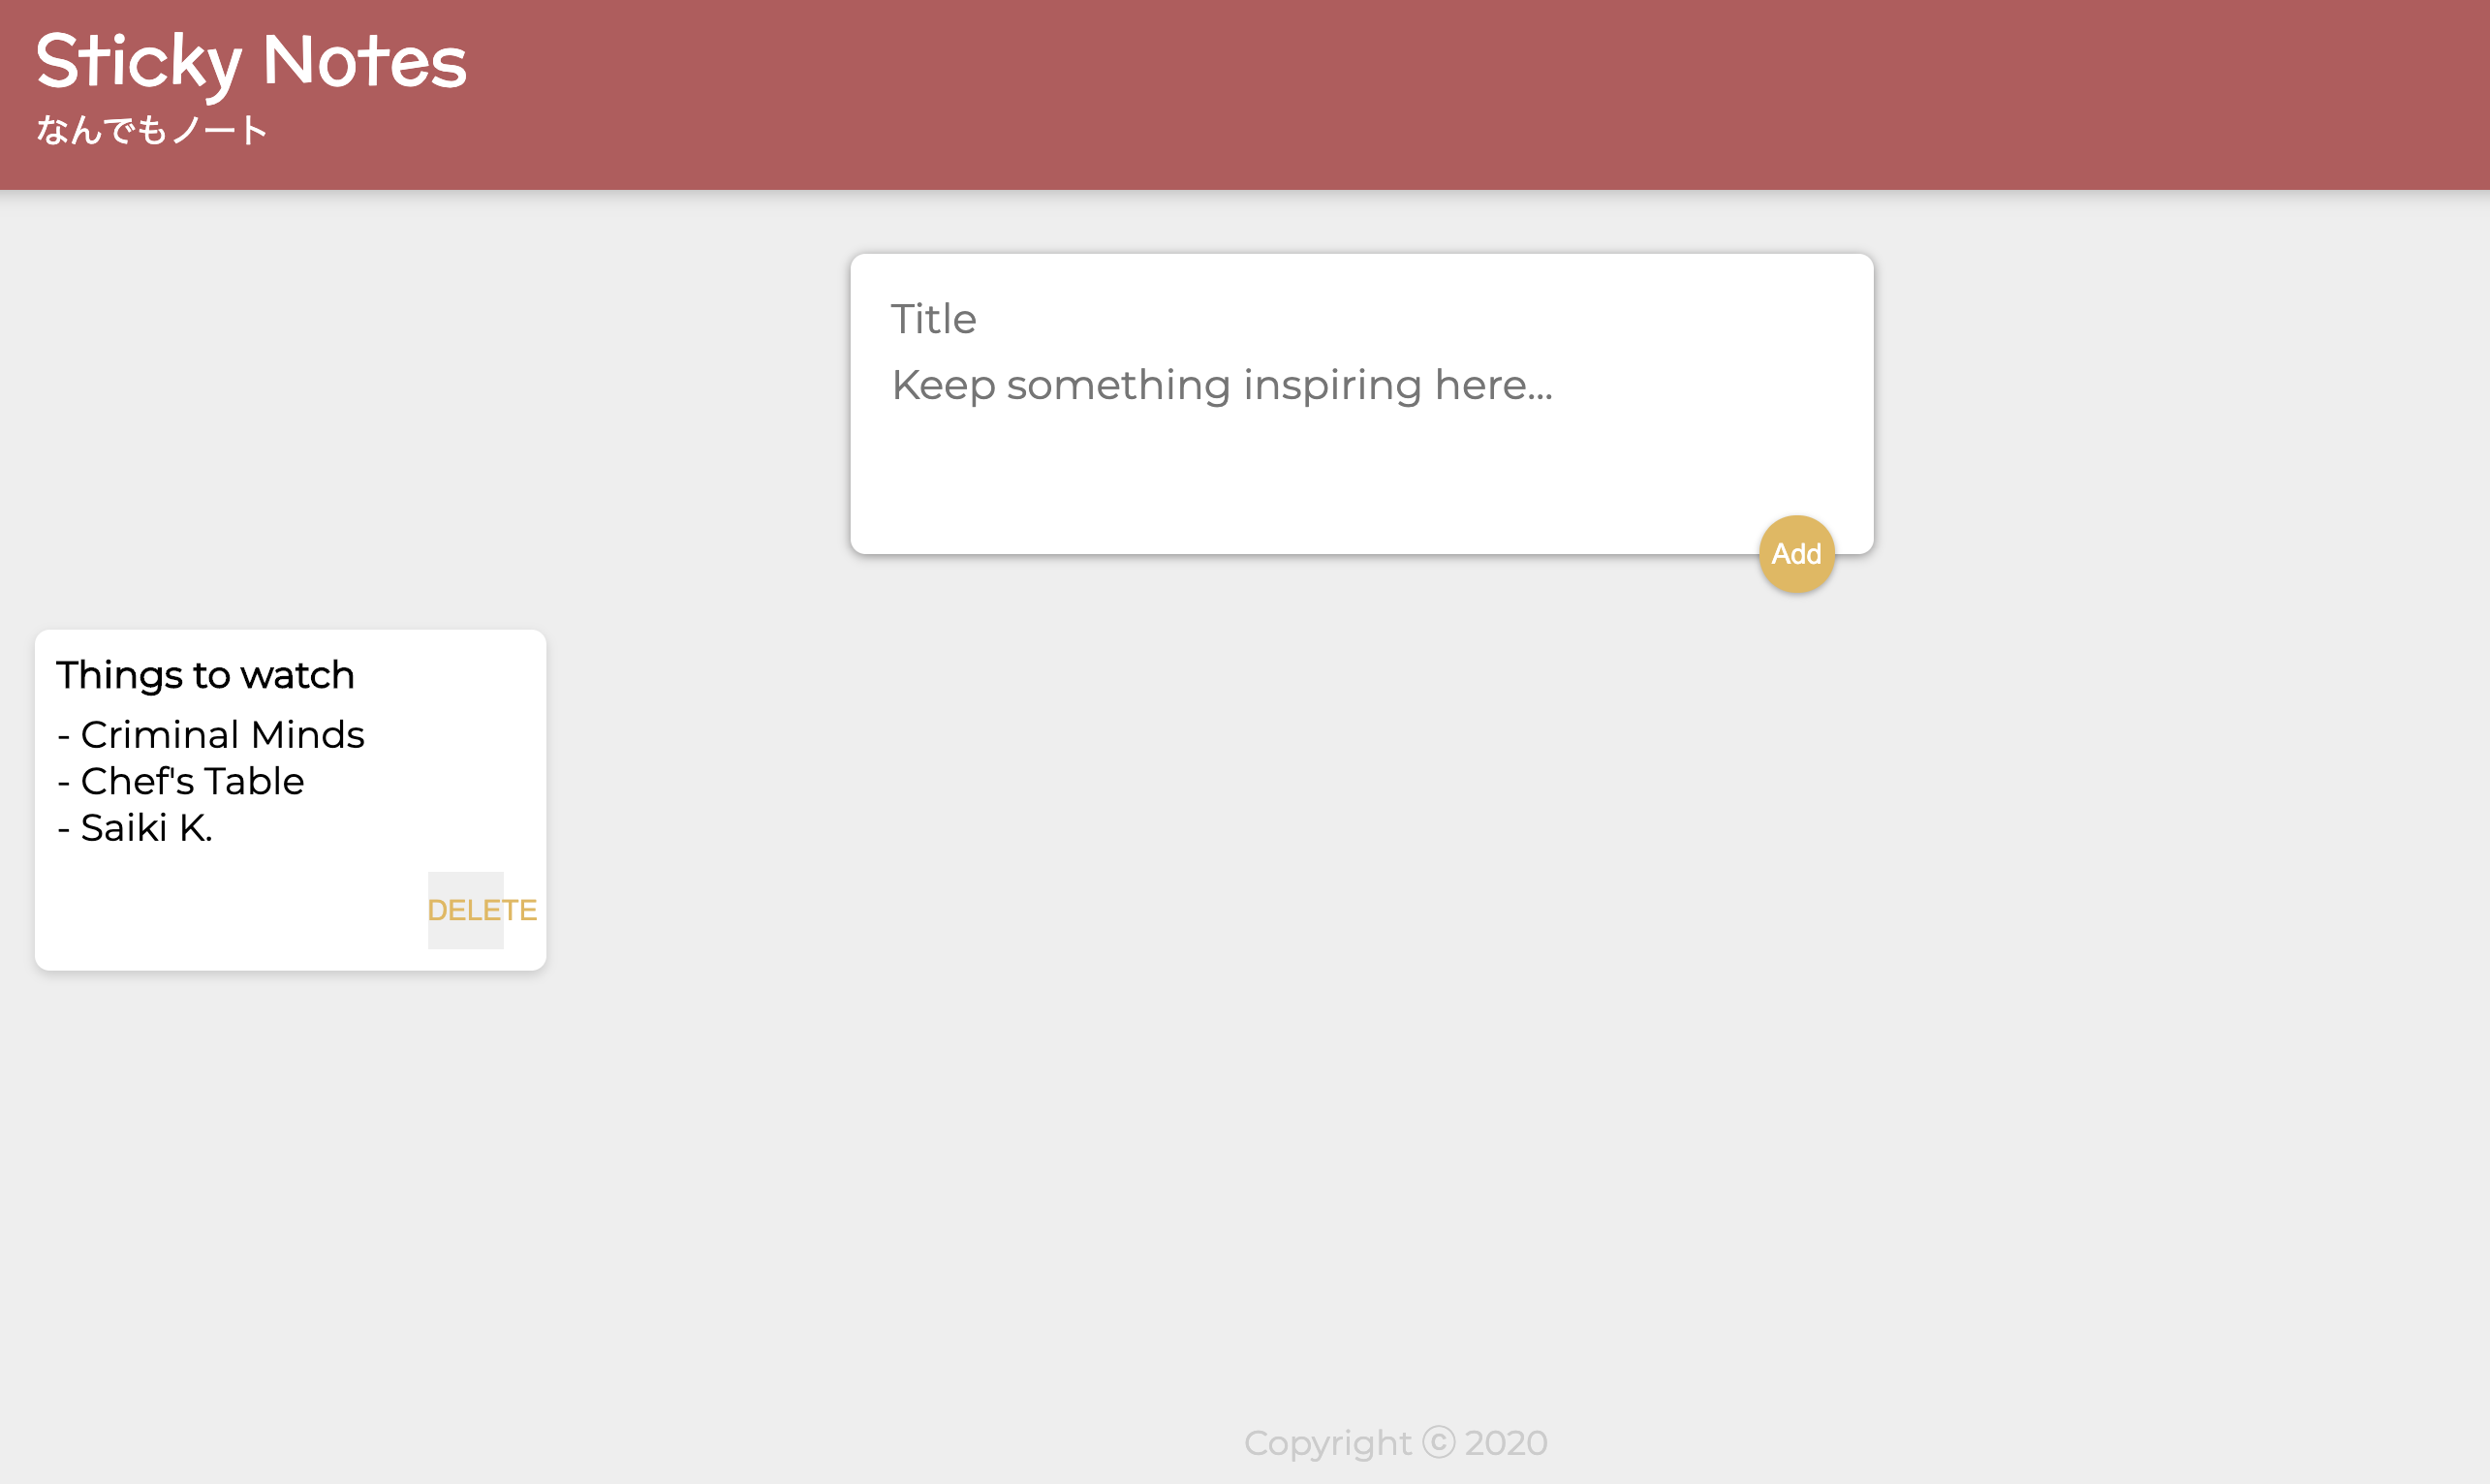 Sticky Notes
なんでもノート
Title
Keep something inspiring here...
Add
Things to watch
- Criminal Minds
- Chef's Table
- Saiki K.
DELETE
Copyright ⓒ 2020